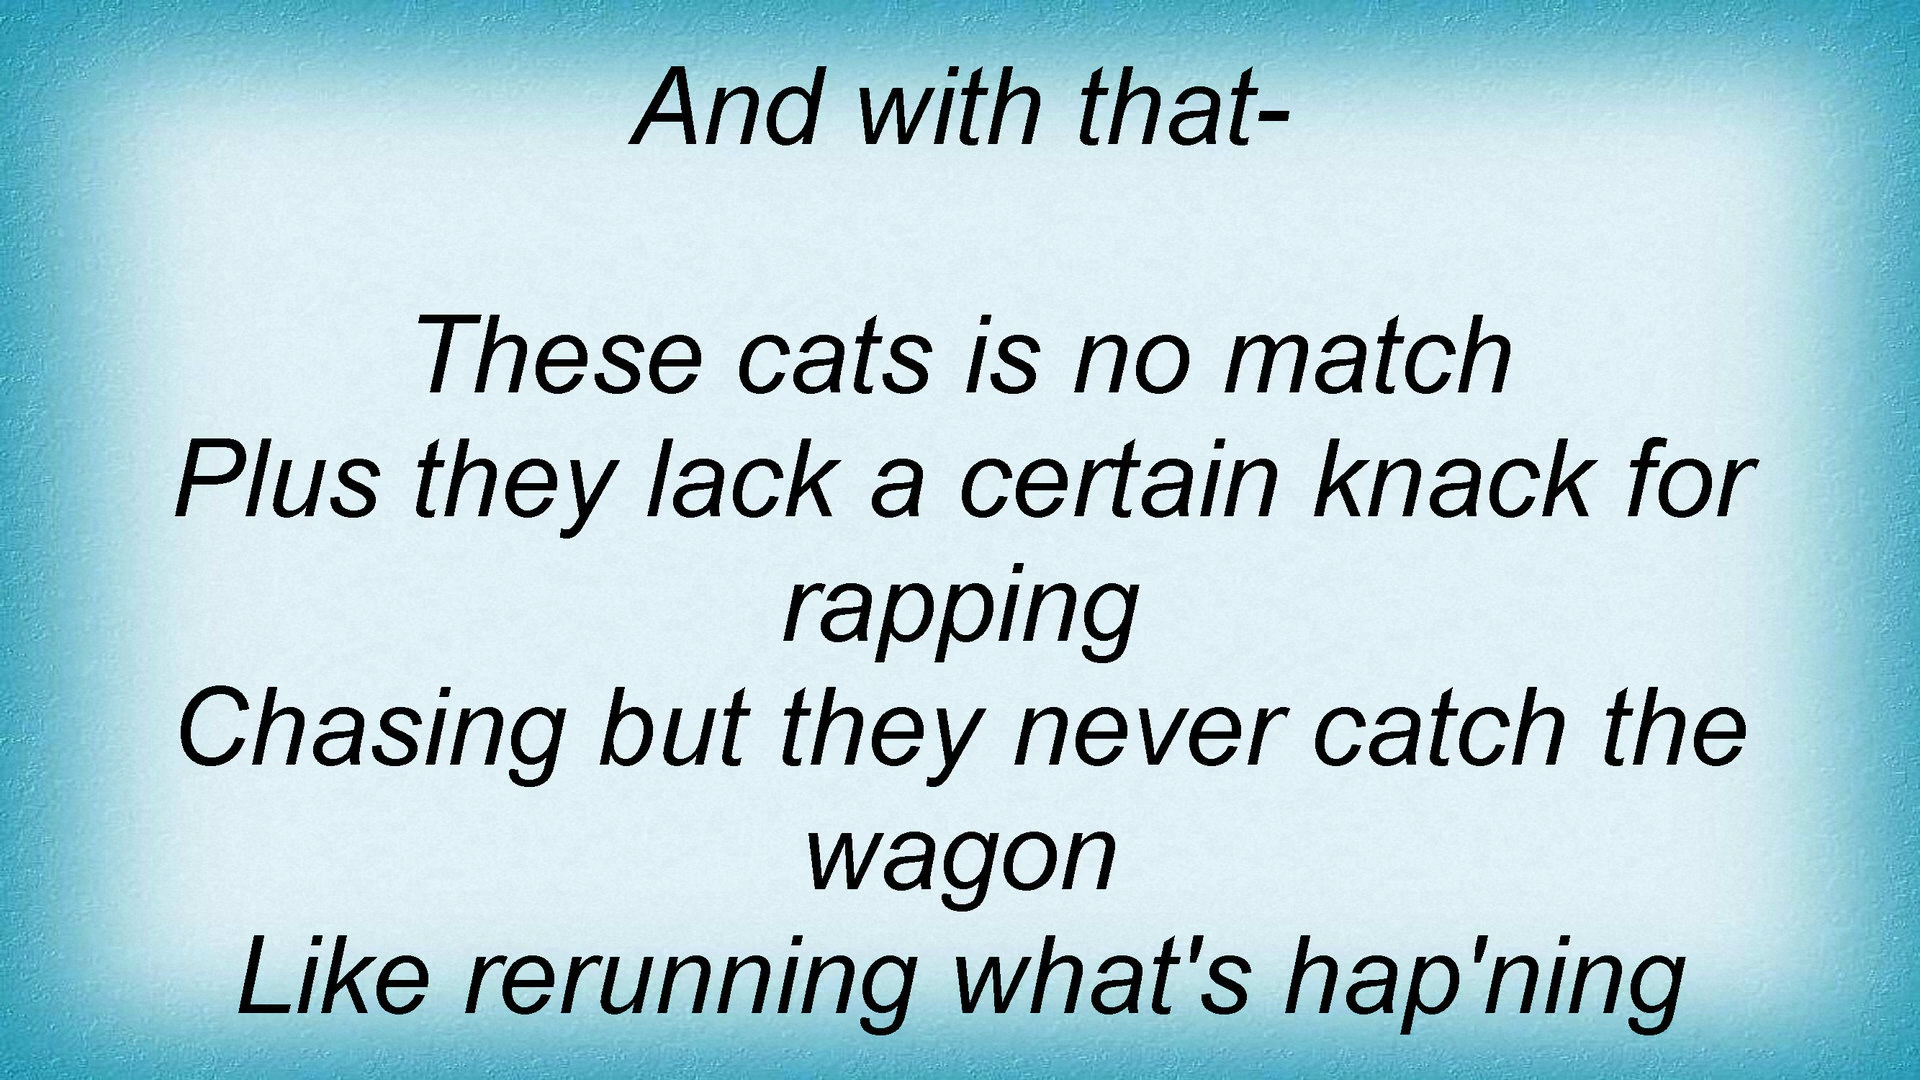 And with that-
These cats is no match
Plus they lack a certain knack for
rapping
Chasing but they never catch the
wagon
Like rerunning what's hap'ning